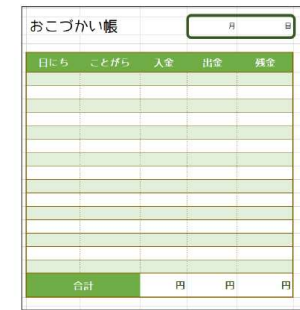 おこづかい帳 月 日
日にち ことがら 入金 出金 残金
合計 円 円 円